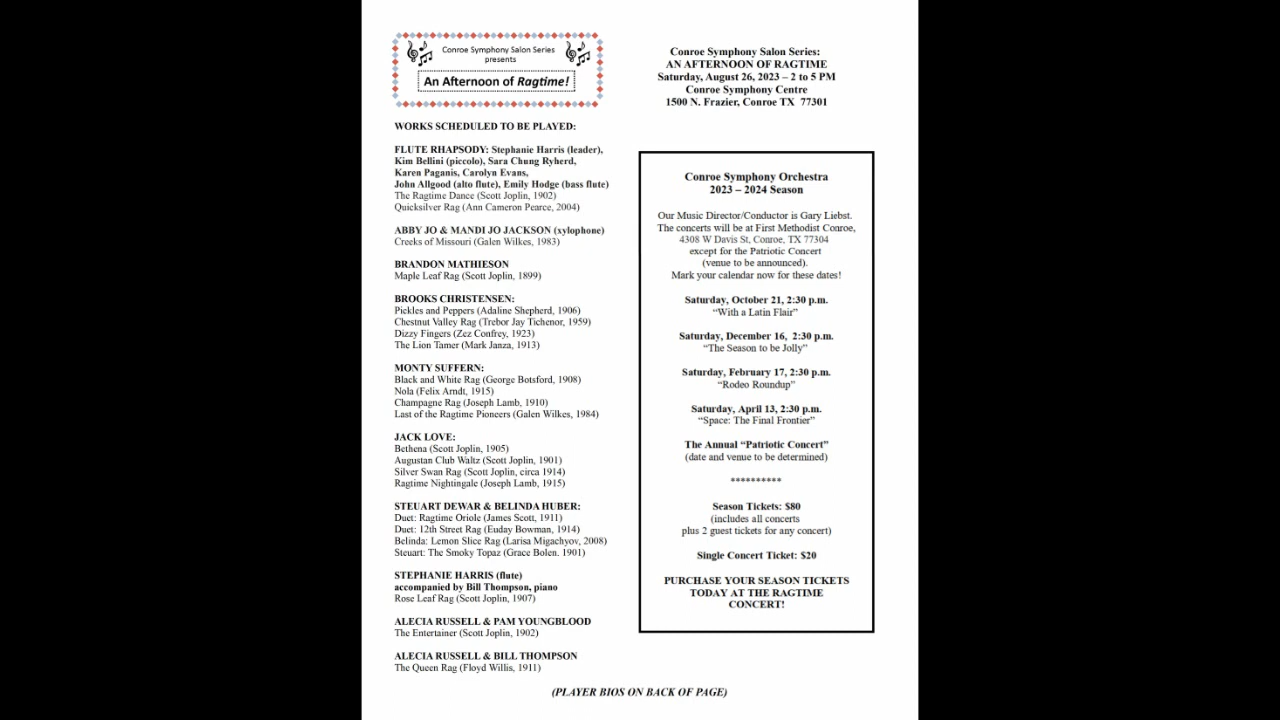 Conroe Symphony Salon Series
presents
An Afternoon of Ragtime!
WORKS SCHEDULED TO BE PLAYED:
FLUTE RHAPSODY: Stephanie Harris (leader),
Kim Bellini (piccolo), Sara Chung Ryherd,
Karen Paganis, Carolyn Evans,
John Allgood (alto flute), Emily Hodge (bass flute)
The Ragtime Dance (Scott Joplin, 1902)
Quicksilver Rag (Ann Cameron Pearce, 2004)
ABBY JO & MANDI JO JACKSON (xylophone)
Creeks of Missouri (Galen Wilkes, 1983)
BRANDON MATHIESON
Maple Leaf Rag (Scott Joplin, 1899)
BROOKS CHRISTENSEN:
Pickles and Peppers (Adaline Shepherd, 1906)
Chestnut Valley Rag (Trebor Jay Tichenor, 1959)
Dizzy Fingers (Zez Confrey, 1923)
The Lion Tamer (Mark Janza, 1913)
MONTY SUFFERN:
Black and White Rag (George Botsford, 1908)
Nola (Felix Arndt, 1915)
Champagne Rag (Joseph Lamb, 1910)
Last of the Ragtime Pioneers (Galen Wilkes, 1984)
JACK LOVE:
Bethena (Scott Joplin, 1905)
Augustan Club Waltz (Scott Joplin, 1901)
Silver Swan Rag (Scott Joplin, circa 1914)
Ragtime Nightingale (Joseph Lamb, 1915)
STEUART DEWAR & BELINDA HUBER:
Duet: Ragtime Oriole (James Scott, 1911)
Duet: 12th Street Rag (Euday Bowman, 1914)
Belinda: Lemon Slice Rag (Larisa Migachyov, 2008)
Steuart: The Smoky Topaz (Grace Bolen. 1901)
STEPHANIE HARRIS (flute)
accompanied by Bill Thompson, piano
Rose Leaf Rag (Scott Joplin, 1907)
ALECIA RUSSELL & PAM YOUNGBLOOD
The Entertainer (Scott Joplin, 1902)
ALECIA RUSSELL & BILL THOMPSON
The Queen Rag (Floyd Willis, 1911)
Conroe Symphony Salon Series:
AN AFTERNOON OF RAGTIME
Saturday, August 26, 2023 – 2 to 5 PM
Conroe Symphony Centre
1500 N. Frazier, Conroe TX 77301
Conroe Symphony Orchestra
2023 – 2024 Season
Our Music Director/Conductor is Gary Liebst.
The concerts will be at First Methodist Conroe,
4308 W Davis St, Conroe, TX 77304
except for the Patriotic Concert
(venue to be announced).
Mark your calendar now for these dates!
Saturday, October 21, 2:30 p.m.
“With a Latin Flair”
Saturday, December 16, 2:30 p.m.
“The Season to be Jolly”
Saturday, February 17, 2:30 p.m.
“Rodeo Roundup”
Saturday, April 13, 2:30 p.m.
“Space: The Final Frontier”
The Annual “Patriotic Concert”
(date and venue to be determined)
**********
Season Tickets: $80
(includes all concerts
plus 2 guest tickets for any concert)
Single Concert Ticket: $20
PURCHASE YOUR SEASON TICKETS
TODAY AT THE RAGTIME
CONCERT!
(PLAYER BIOS ON BACK OF PAGE)